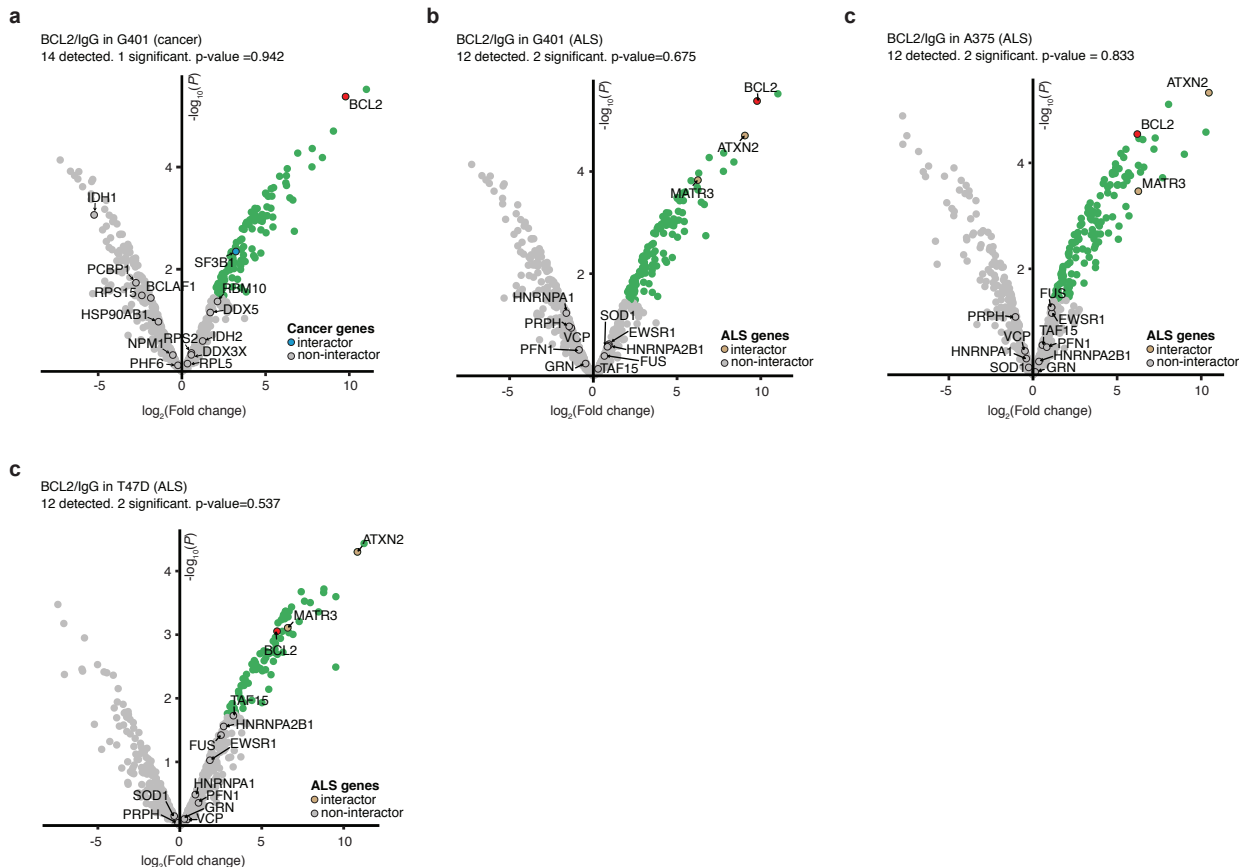 a
BCL2/IgG in G401 (cancer)
14 detected. 1 significant. p-value =0.942
-log10(P)
BCL2
4
IDH1
SF3B1
2
PCBP1
RBM10
RPS15
BCLAF1
DDX5
HSP90AB1
Cancer genes
interactor
non-interactor
RPS2
IDH2
NPM1
DDX3X
PHF6
RPL5
-5
0
5
10
log2(Fold change)
b
BCL2/IgG in G401 (ALS)
12 detected. 2 significant. p-value=0.675
-log10(P)
BCL2
ATXN2
4
MATR3
2
HNRNPA1
SOD1
PRPH
EWSR1
VCP
HNRNPA2B1
PFN1
FUS
GRN
TAF15
ALS genes
interactor
non-interactor
-5
0
5
10
log2(Fold change)
c
BCL2/IgG in A375 (ALS)
12 detected. 2 significant. p-value = 0.833
-log10(P)
ATXN2
BCL2
4
MATR3
2
FUS
PRPH
EWSR1
TAF15
VCP
PFN1
HNRNPA1
HNRNPA2B1
SOD1
GRN
ALS genes
interactor
non-interactor
-5
0
5
10
log2(Fold change)
c
BCL2/IgG in T47D (ALS)
12 detected. 2 significant. p-value=0.537
-log10(P)
ATXN2
4
MATR3
3
BCL2
2
TAF15
HNRNPA2B1
FUS
EWSR1
1
HNRNPA1
SOD1
PFN1
GRN
PRPH
VCP
ALS genes
interactor
non-interactor
-5
0
5
10
log2(Fold change)